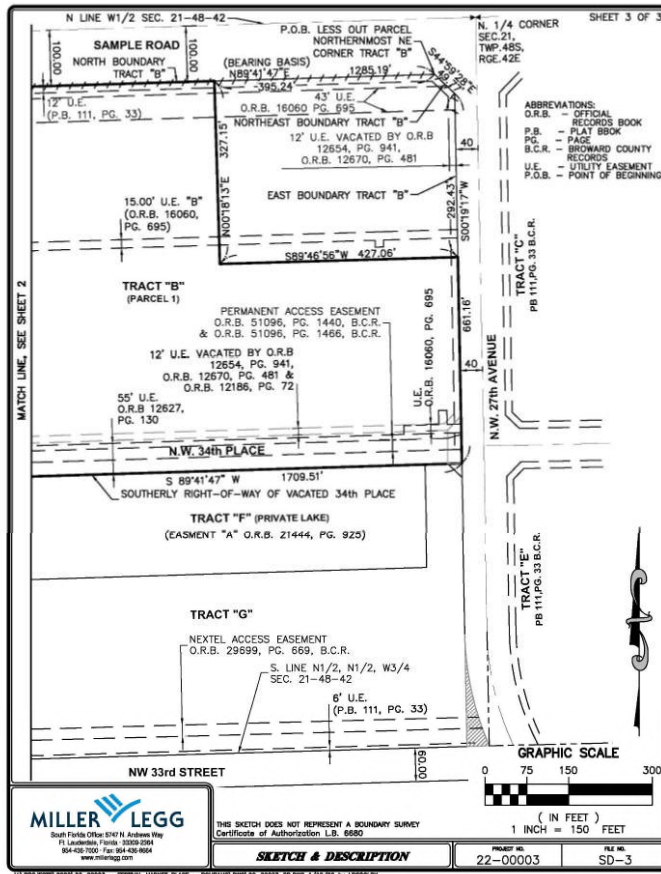 N LINE W1/2 SEC. 21-48-42
SHEET 3 OF 3
N. 1/4 CORNER
SEC.21,
TWP.48S,
RGE.42E
P.O.B. LESS OUT PARCEL
NORTHERNMOST NE
CORNER TRACT "B"
100.00
100.00
SAMPLE ROAD
NORTH BOUNDARY
TRACT "B"
(BEARING BASIS)
N89°41'47"E 1285.19'
395.24'
S44°59'28"E
49.27'
12' U.E.
(P.B. 111, PG. 33)
43' U.E.
O.R.B. 16060 PG. 695
NORTHEAST BOUNDARY TRACT "B"
12' U.E. VACATED BY O.R.B
12654, PG. 941,
O.R.B. 12670, PG. 481
40
ABBREVIATIONS:
O.R.B. - OFFICIAL
RECORDS BOOK
P.B. - PLAT BBOK
PG. - PAGE
B.C.R. - BROWARD COUNTY
RECORDS
U.E. - UTILITY EASEMENT
P.O.B. - POINT OF BEGINNING
327.15'
N00°18'13"E
EAST BOUNDARY TRACT "B"
292.43'
S00°19'17"W
15.00' U.E. "B"
(O.R.B. 16060,
PG. 695)
S89°46'56"W 427.06'
TRACT "C"
PB 111,PG. 33 B.C.R.
MATCH LINE, SEE SHEET 2
TRACT "B"
(PARCEL 1)
PERMANENT ACCESS EASEMENT
O.R.B. 51096, PG. 1440, B.C.R.
& O.R.B. 51096, PG. 1466, B.C.R.
12' U.E. VACATED BY O.R.B
12654, PG. 941,
O.R.B. 12670, PG. 481 &
O.R.B. 12186, PG. 72
U.E.
O.R.B. 16060, PG. 695
661.16'
40
N.W. 27th AVENUE
55' U.E.
O.R.B 12627,
PG. 130
N.W. 34th PLACE
S 89°41'47" W 1709.51'
SOUTHERLY RIGHT-OF-WAY OF VACATED 34th PLACE
TRACT "F" (PRIVATE LAKE)
(EASMENT "A" O.R.B. 21444, PG. 925)
TRACT "E"
PB 111,PG. 33 B.C.R.
TRACT "G"
NEXTEL ACCESS EASEMENT
O.R.B. 29699, PG. 669, B.C.R.
S. LINE N1/2, N1/2, W3/4
SEC. 21-48-42
6' U.E.
(P.B. 111, PG. 33)
NW 33rd STREET
60.00
GRAPHIC SCALE
0 75 150 300
( IN FEET )
1 INCH = 150 FEET
MILLER LEGG
South Florida Office: 5747 N. Andrews Way
Ft. Lauderdale, Florida · 33309-2364
954-436-7000 · Fax: 954-436-8664
www.millerlegg.com
THIS SKETCH DOES NOT REPRESENT A BOUNDARY SURVEY
Certificate of Authorization L.B. 6680
SKETCH & DESCRIPTION
PROJECT NO.
22-00003
FILE NO.
SD-3